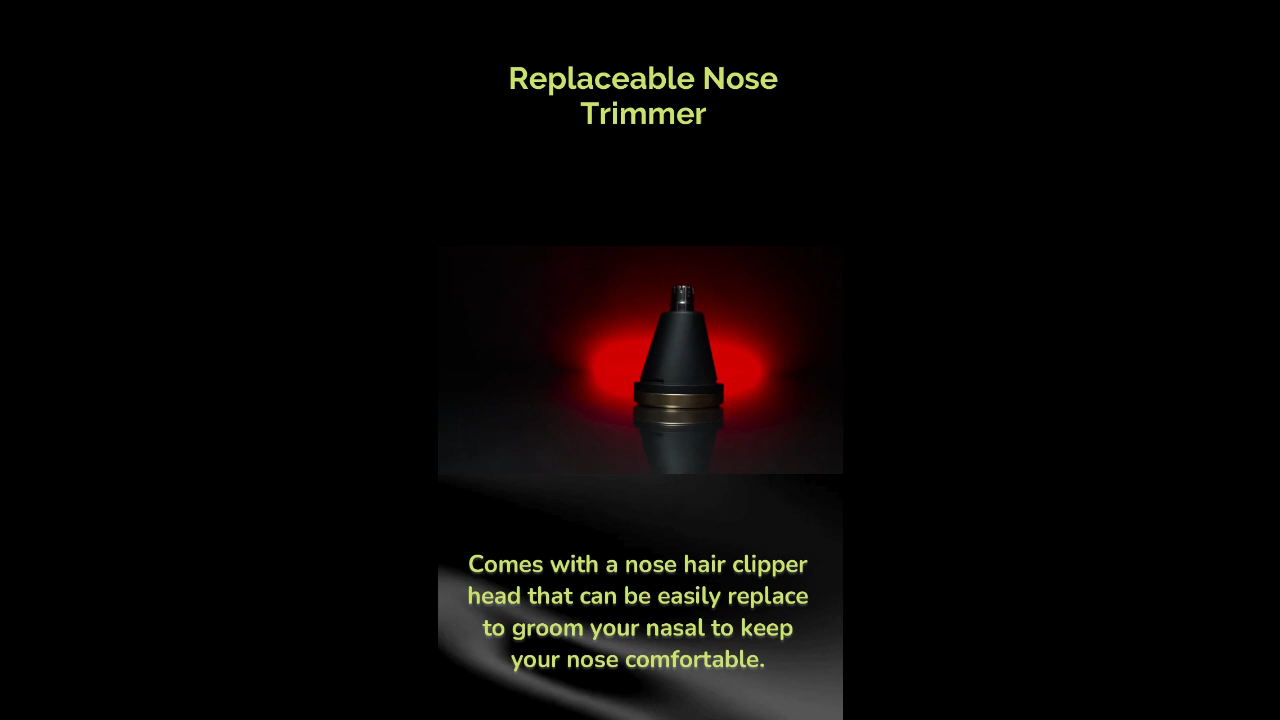 Replaceable Nose
Trimmer
Comes with a nose hair clipper
head that can be easily replace
to groom your nasal to keep
your nose comfortable.